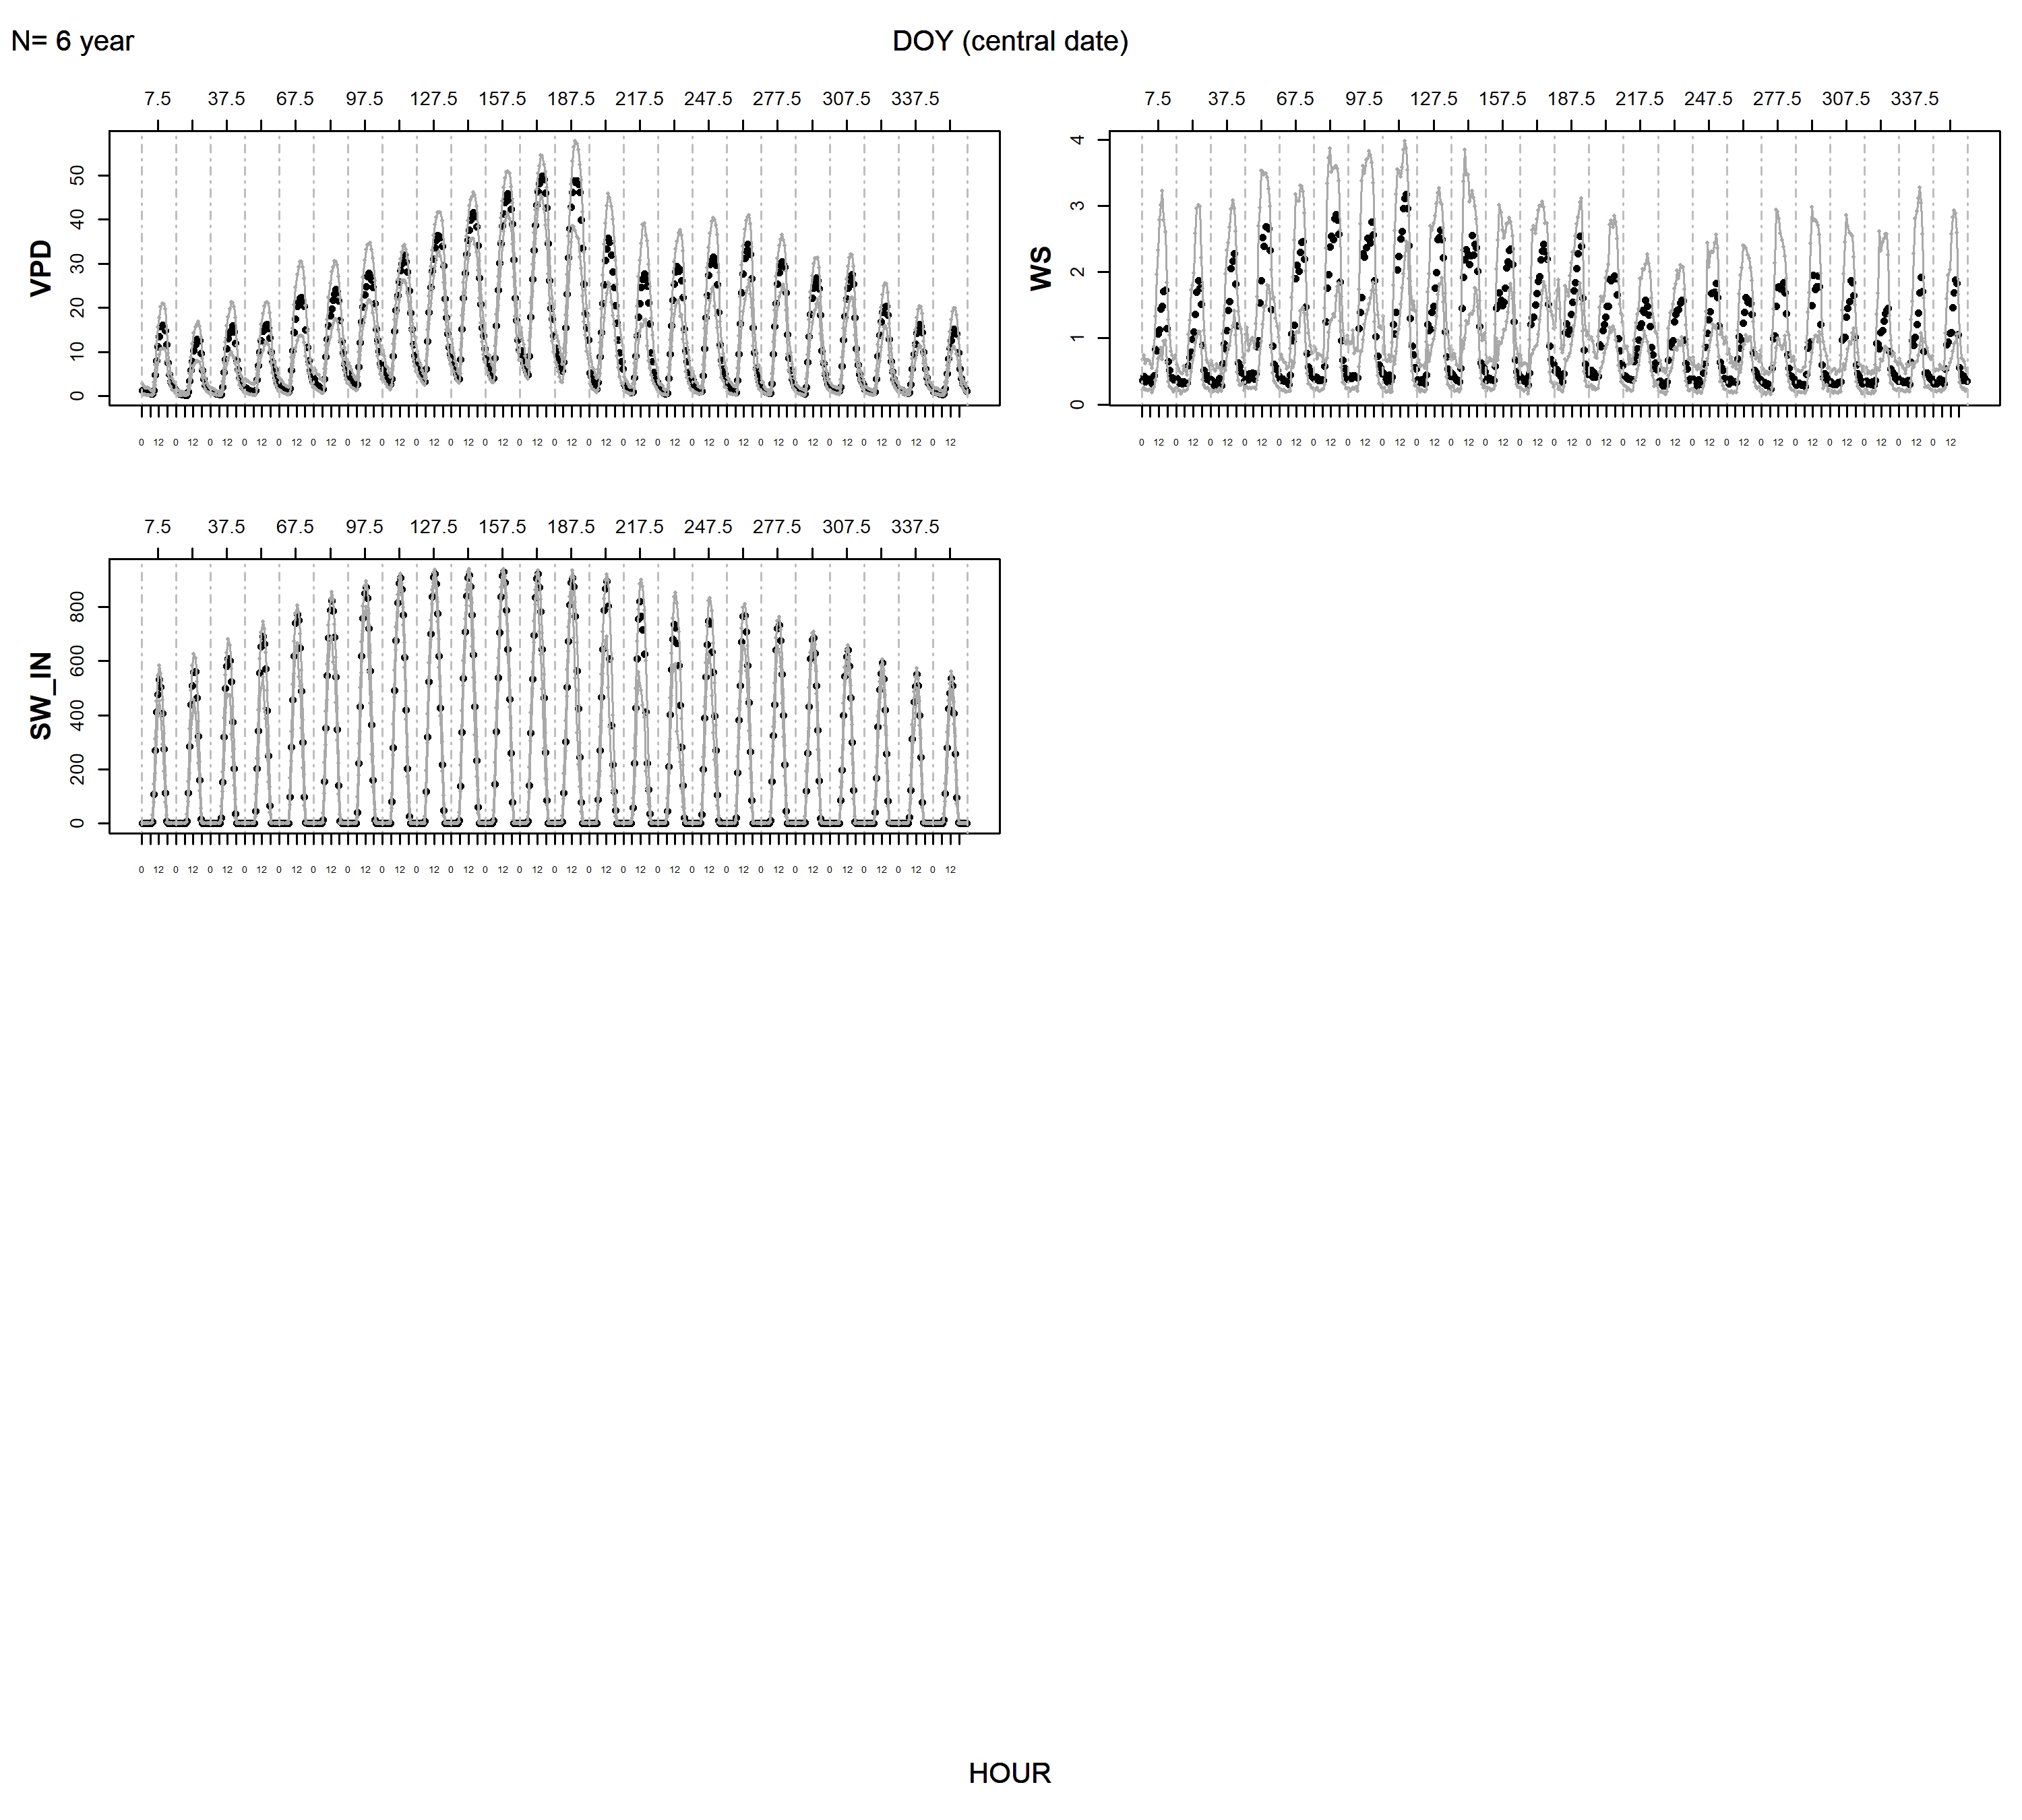 N= 6 year
DOY (central date)
7.5 37.5 67.5 97.5 127.5 157.5 187.5 217.5 247.5 277.5 307.5 337.5
VPD
0 10 20 30 40 50
0 12 0 12 0 12 0 12 0 12 0 12 0 12 0 12 0 12 0 12 0 12 0 12 0 12 0 12 0 12 0 12 0 12 0 12 0 12 0 12 0 12 0 12 0 12 0 12
7.5 37.5 67.5 97.5 127.5 157.5 187.5 217.5 247.5 277.5 307.5 337.5
WS
0 1 2 3 4
0 12 0 12 0 12 0 12 0 12 0 12 0 12 0 12 0 12 0 12 0 12 0 12 0 12 0 12 0 12 0 12 0 12 0 12 0 12 0 12 0 12 0 12 0 12 0 12
7.5 37.5 67.5 97.5 127.5 157.5 187.5 217.5 247.5 277.5 307.5 337.5
SW_IN
0 200 400 600 800
0 12 0 12 0 12 0 12 0 12 0 12 0 12 0 12 0 12 0 12 0 12 0 12 0 12 0 12 0 12 0 12 0 12 0 12 0 12 0 12 0 12 0 12 0 12 0 12
HOUR